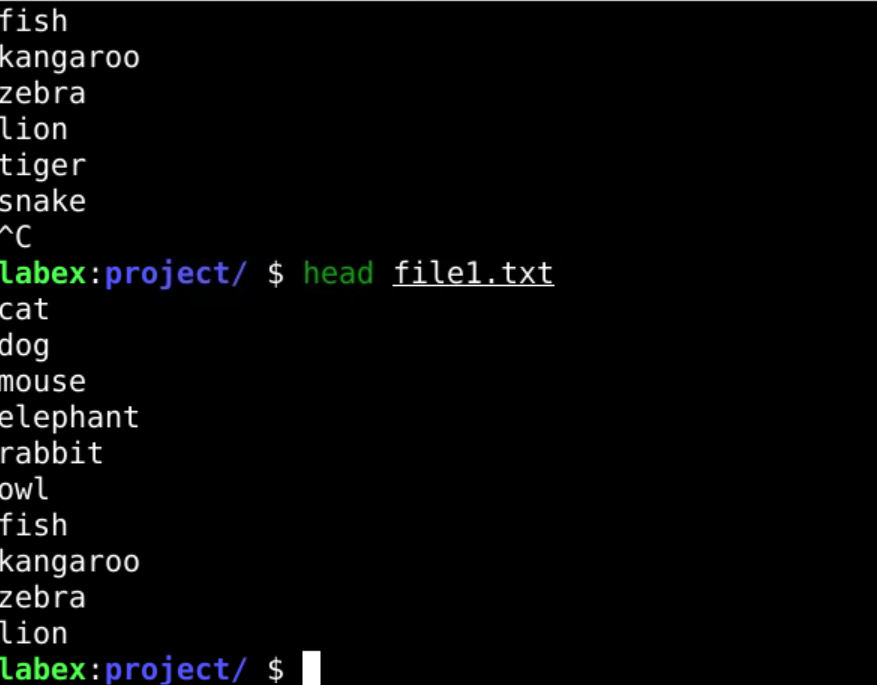 fish
kangaroo
zebra
lion
tiger
snake
^C
labex:project/ $ head file1.txt
cat
dog
mouse
elephant
rabbit
owl
fish
kangaroo
zebra
lion
labex:project/ $